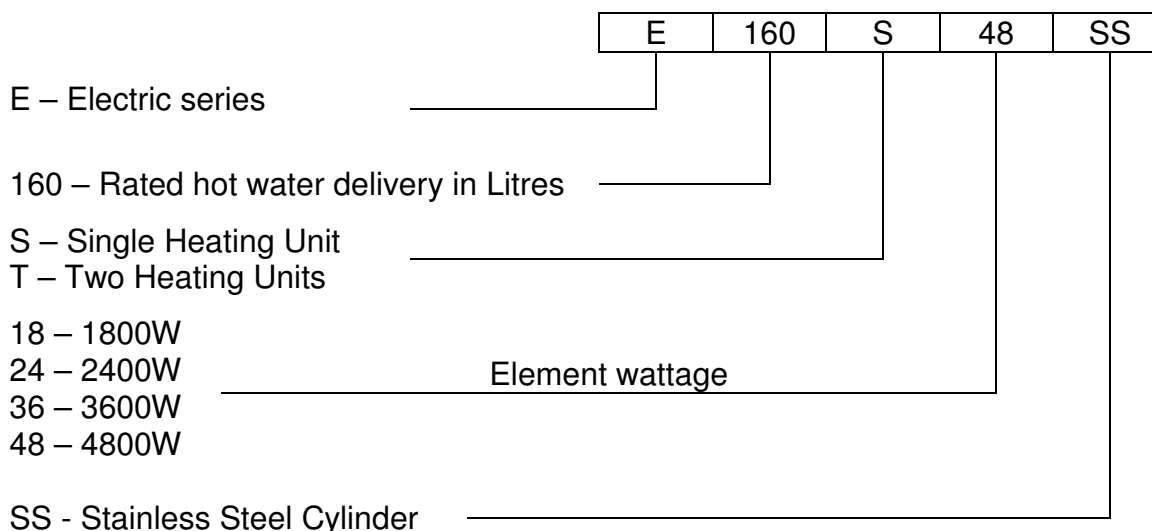 E 160 S 48 SS
E – Electric series
160 – Rated hot water delivery in Litres
S – Single Heating Unit
T – Two Heating Units
18 – 1800W
24 – 2400W
Element wattage
36 – 3600W
48 – 4800W
SS - Stainless Steel Cylinder